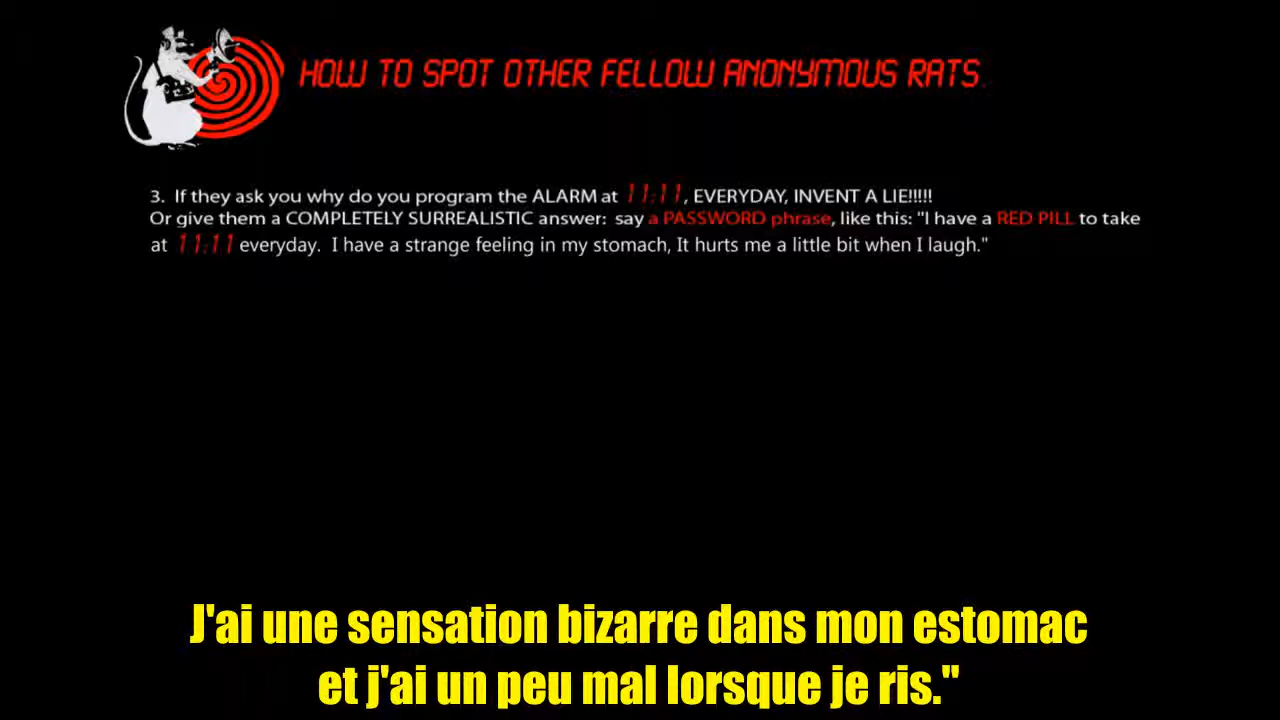 HOW TO SPOT OTHER FELLOW ANONYMOUS RATS.
3. If they ask you why do you program the ALARM at 11:11, EVERYDAY, INVENT A LIE!!!!!
Or give them a COMPLETELY SURREALISTIC answer: say a PASSWORD phrase, like this: "I have a RED PILL to take
at 11:11 everyday. I have a strange feeling in my stomach, It hurts me a little bit when I laugh."
J'ai une sensation bizarre dans mon estomac
et j'ai un peu mal lorsque je ris."